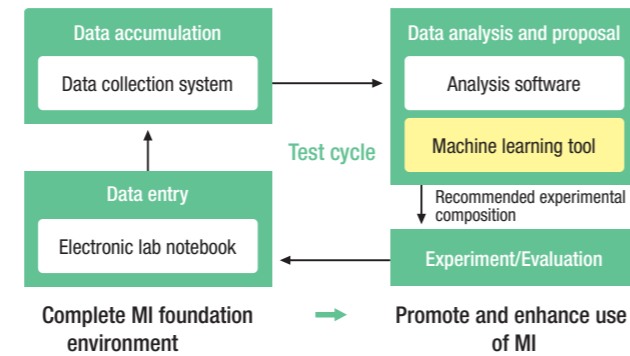 Data accumulation
Data collection system
Data analysis and proposal
Analysis software
Machine learning tool
Test cycle
Recommended experimental
composition
Data entry
Electronic lab notebook
Experiment/Evaluation
Complete MI foundation
environment
Promote and enhance use
of MI